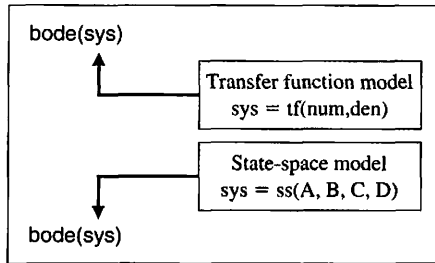 bode(sys)
Transfer function model
sys = tf(num,den)
State-space model
sys = ss(A, B, C, D)
bode(sys)